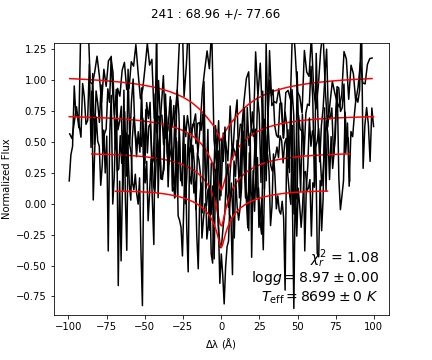 241 : 68.96 +/- 77.66
1.25
1.00
0.75
0.50
0.25
0.00
−0.25
−0.50
−0.75
Normalized Flux
χ²ᵣ = 1.08
logg = 8.97 ± 0.00
Teff = 8699 ± 0 K
−100 −75 −50 −25 0 25 50 75 100
Δλ (Å)